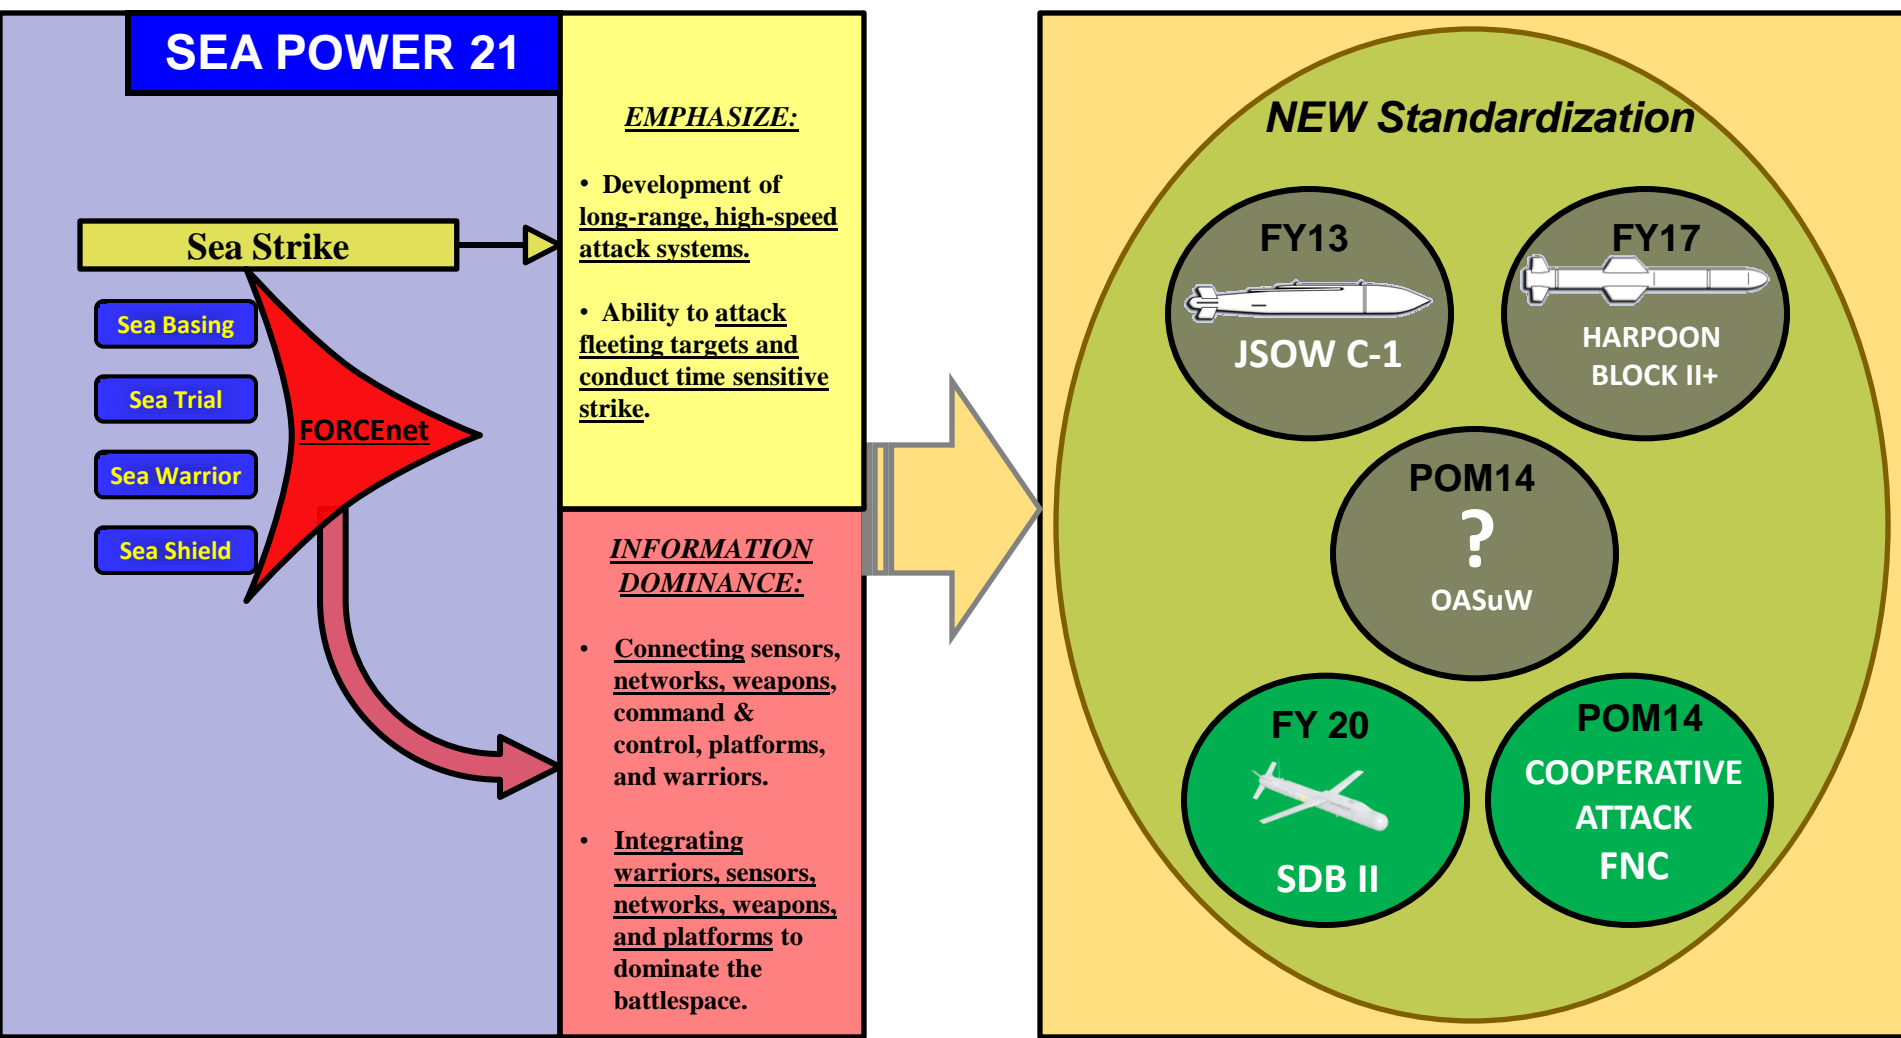 SEA POWER 21
Sea Strike
Sea Basing
Sea Trial
Sea Warrior
Sea Shield
FORCEnet
EMPHASIZE:
• Development of
long-range, high-speed
attack systems.
• Ability to attack
fleeting targets and
conduct time sensitive
strike.
INFORMATION
DOMINANCE:
• Connecting sensors,
networks, weapons,
command &
control, platforms,
and warriors.
• Integrating
warriors, sensors,
networks, weapons,
and platforms to
dominate the
battlespace.
NEW Standardization
FY13
JSOW C-1
FY17
HARPOON
BLOCK II+
POM14
?
OASuW
FY 20
SDB II
POM14
COOPERATIVE
ATTACK
FNC